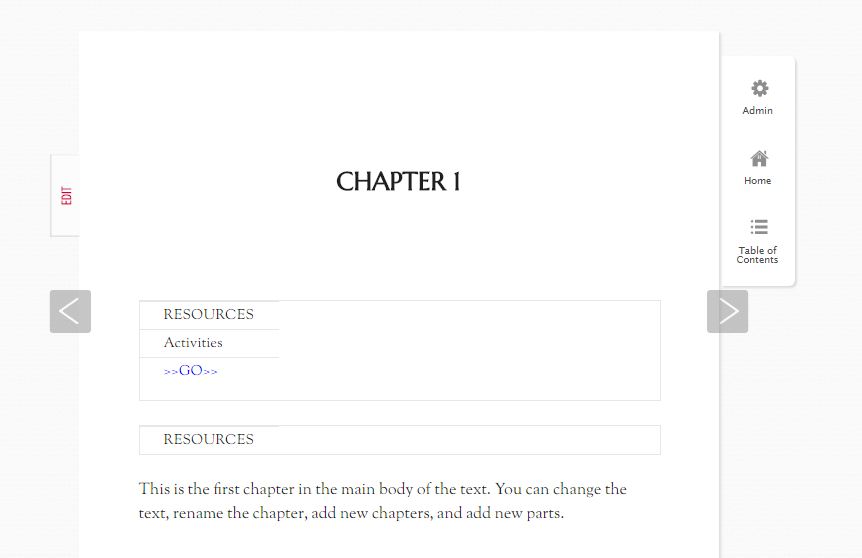 Admin
EDIT
CHAPTER 1
Home
Table of
Contents
RESOURCES
Activities
>>GO>>
RESOURCES
This is the first chapter in the main body of the text. You can change the
text, rename the chapter, add new chapters, and add new parts.